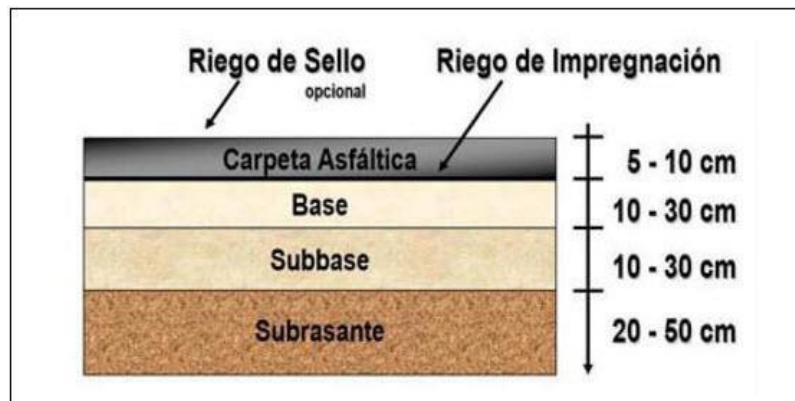 Riego de Sello
opcional
Riego de Impregnación
Carpeta Asfáltica
5 - 10 cm
Base
10 - 30 cm
Subbase
10 - 30 cm
Subrasante
20 - 50 cm